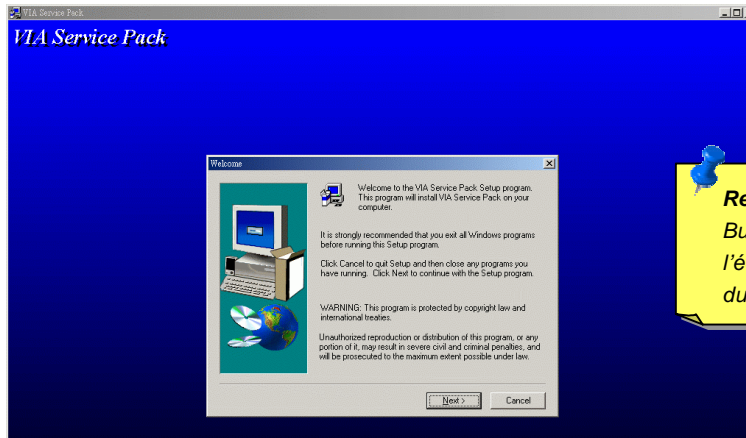 VIA Service Pack
VIA Service Pack
Welcome
Welcome to the VIA Service Pack Setup program.
This program will install VIA Service Pack on your
computer.
It is strongly recommended that you exit all Windows programs
before running this Setup program.
Click Cancel to quit Setup and then close any programs you
have running. Click Next to continue with the Setup program.
WARNING: This program is protected by copyright law and
international treaties.
Unauthorized reproduction or distribution of this program, or any
portion of it, may result in severe civil and criminal penalties, and
will be prosecuted to the maximum extent possible under law.
Next >
Cancel
Re
Bu
l'é
du